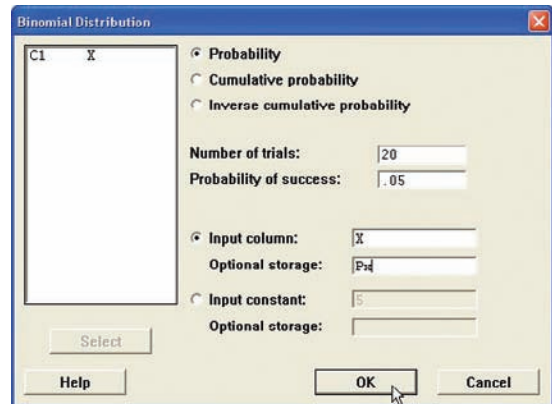 Binomial Distribution
C1 X
Probability
Cumulative probability
Inverse cumulative probability
Number of trials: 20
Probability of success: .05
Input column: X
Optional storage: Px
Input constant: 5
Optional storage:
Select
Help OK Cancel